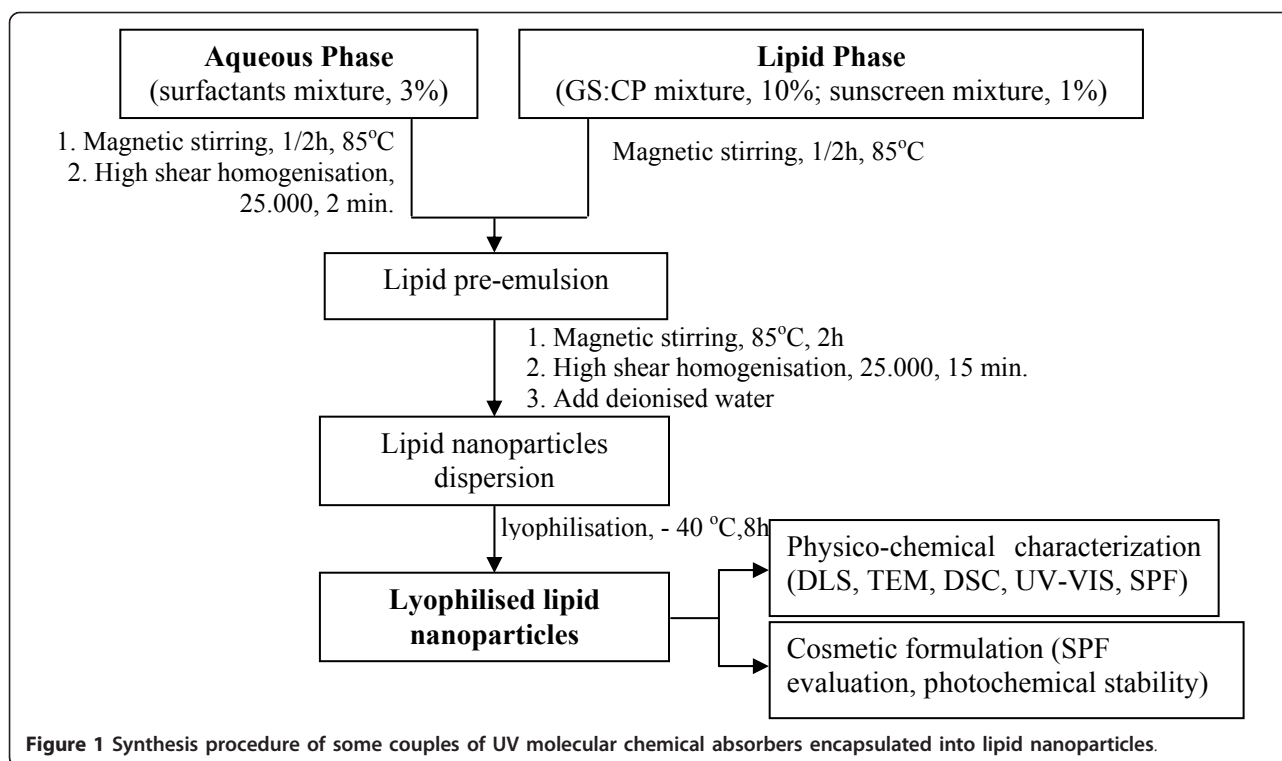 Aqueous Phase
(surfactants mixture, 3%)
Lipid Phase
(GS:CP mixture, 10%; sunscreen mixture, 1%)
1. Magnetic stirring, 1/2h, 85°C
2. High shear homogenisation,
25.000, 2 min.
Magnetic stirring, 1/2h, 85°C
Lipid pre-emulsion
1. Magnetic stirring, 85°C, 2h
2. High shear homogenisation, 25.000, 15 min.
3. Add deionised water
Lipid nanoparticles
dispersion
lyophilisation, - 40 °C,8h
Lyophilised lipid
nanoparticles
Physico-chemical characterization
(DLS, TEM, DSC, UV-VIS, SPF)
Cosmetic formulation (SPF
evaluation, photochemical stability)
Figure 1 Synthesis procedure of some couples of UV molecular chemical absorbers encapsulated into lipid nanoparticles.